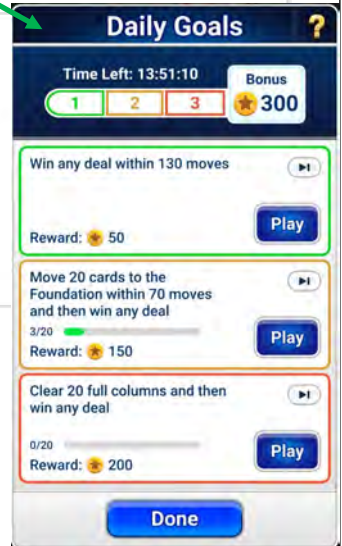 Daily Goals ?
Time Left: 13:51:10
Bonus
1 2 3
300
Win any deal within 130 moves
Reward: 50
Play
Move 20 cards to the
Foundation within 70 moves
and then win any deal
3/20
Reward: 150
Play
Clear 20 full columns and then
win any deal
0/20
Reward: 200
Play
Done